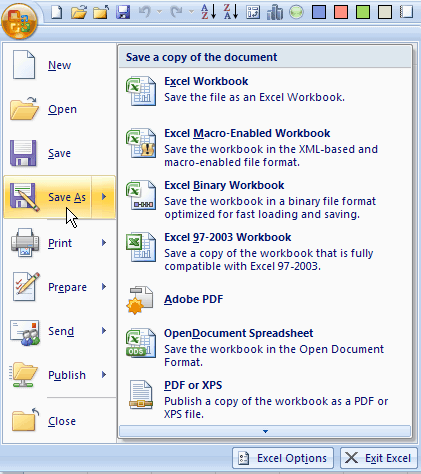 New
Open
Save
Save As
Print
Prepare
Send
Publish
Close
Save a copy of the document
Excel Workbook
Save the file as an Excel Workbook.
Excel Macro-Enabled Workbook
Save the workbook in the XML-based and
macro-enabled file format.
Excel Binary Workbook
Save the workbook in a binary file format
optimized for fast loading and saving.
Excel 97-2003 Workbook
Save a copy of the workbook that is fully
compatible with Excel 97-2003.
Adobe PDF
OpenDocument Spreadsheet
ODS
Save the workbook in the Open Document
Format.
PDF or XPS
Publish a copy of the workbook as a PDF or
XPS file.
Excel Options
Exit Excel